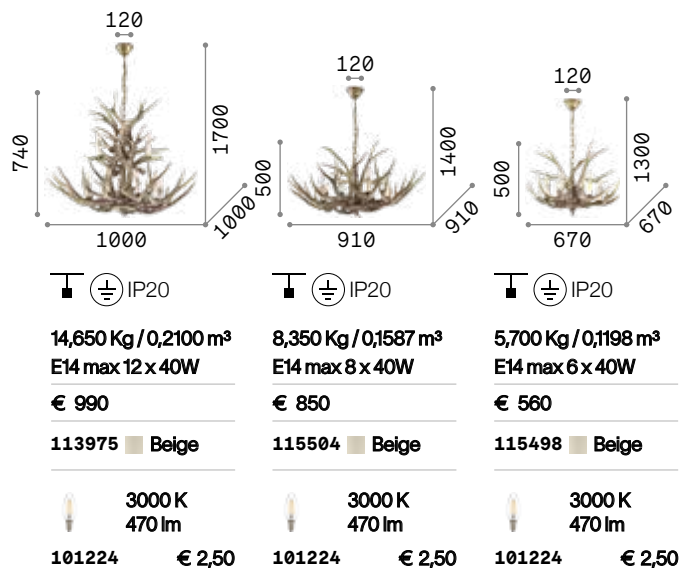 120
740
1700
1000
1000
IP20
14,650 Kg / 0,2100 m³
E14 max 12 x 40W
€ 990
113975 Beige
3000 K
470 lm
101224 € 2,50
120
500
1400
910
910
IP20
8,350 Kg / 0,1587 m³
E14 max 8 x 40W
€ 850
115504 Beige
3000 K
470 lm
101224 € 2,50
120
500
1300
670
670
IP20
5,700 Kg / 0,1198 m³
E14 max 6 x 40W
€ 560
115498 Beige
3000 K
470 lm
101224 € 2,50